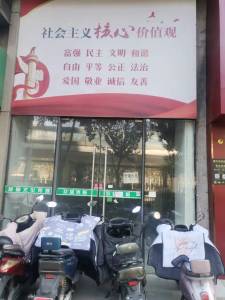 社会主义核心价值观
富强 民主 文明 和谐
自由 平等 公正 法治
爱国 敬业 诚信 友善